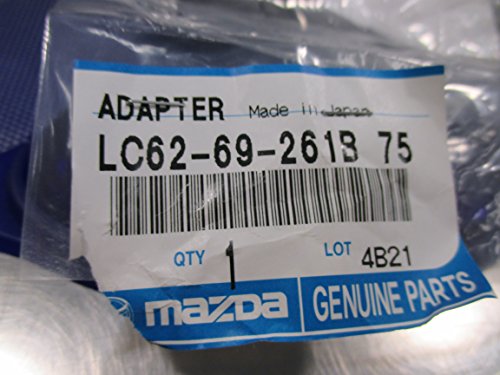 ADAPTER Made in Japan
LC62-69-261B 75
QTY 1 LOT 4B21
mazda GENUINE PARTS